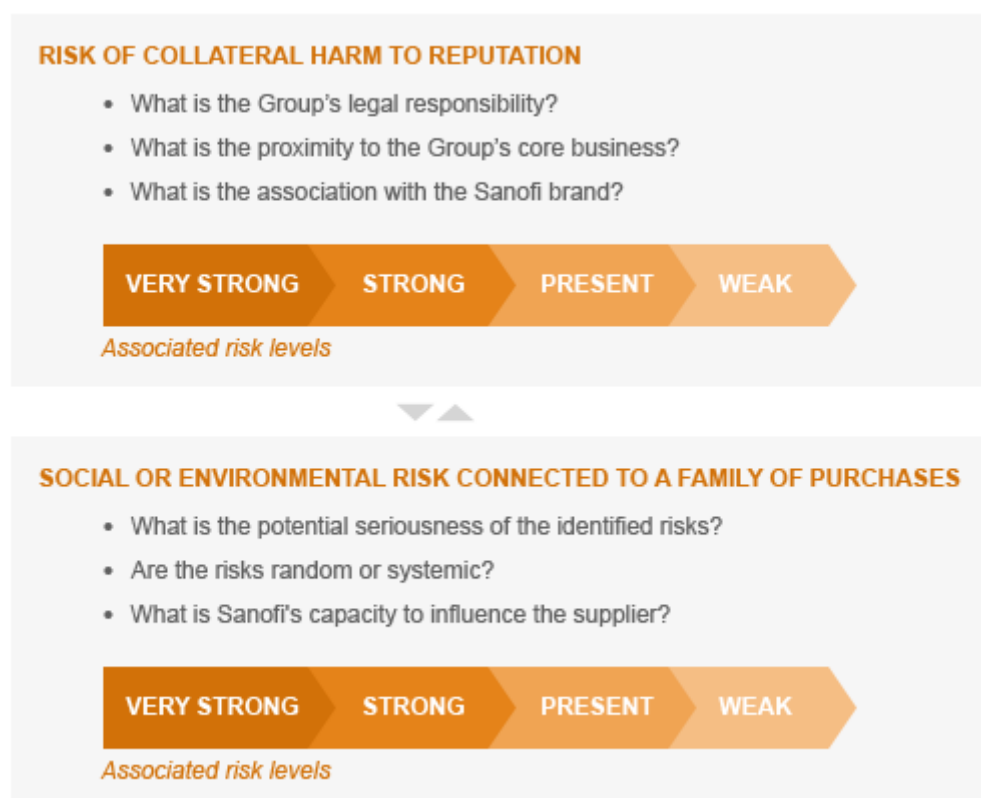 RISK OF COLLATERAL HARM TO REPUTATION
• What is the Group's legal responsibility?
• What is the proximity to the Group's core business?
• What is the association with the Sanofi brand?
VERY STRONG STRONG PRESENT WEAK
Associated risk levels
SOCIAL OR ENVIRONMENTAL RISK CONNECTED TO A FAMILY OF PURCHASES
• What is the potential seriousness of the identified risks?
• Are the risks random or systemic?
• What is Sanofi's capacity to influence the supplier?
VERY STRONG STRONG PRESENT WEAK
Associated risk levels